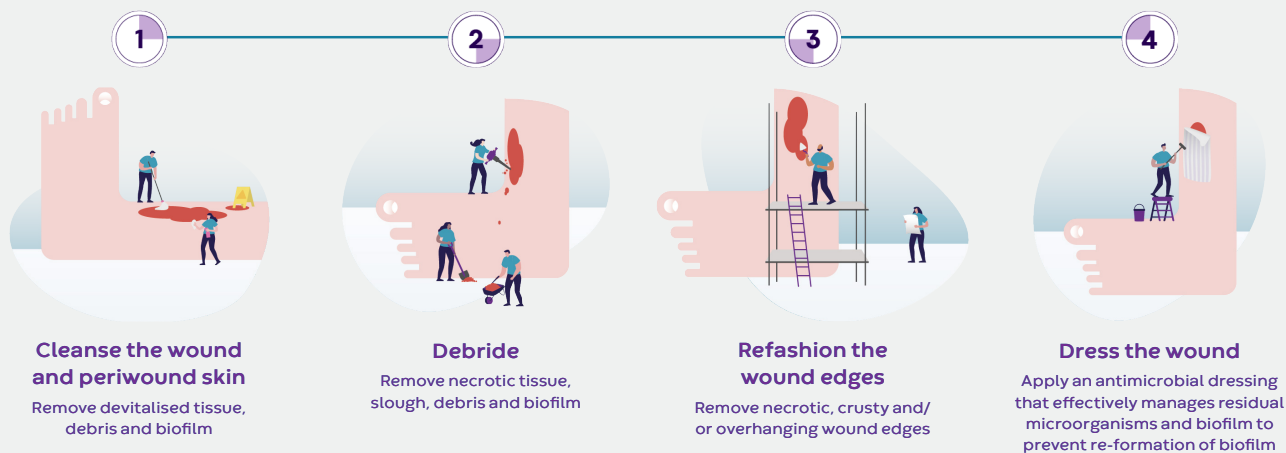 1
2
3
4
Cleanse the wound
and periwound skin
Remove devitalised tissue,
debris and biofilm
Debride
Remove necrotic tissue,
slough, debris and biofilm
Refashion the
wound edges
Remove necrotic, crusty and/
or overhanging wound edges
Dress the wound
Apply an antimicrobial dressing
that effectively manages residual
microorganisms and biofilm to
prevent re-formation of biofilm